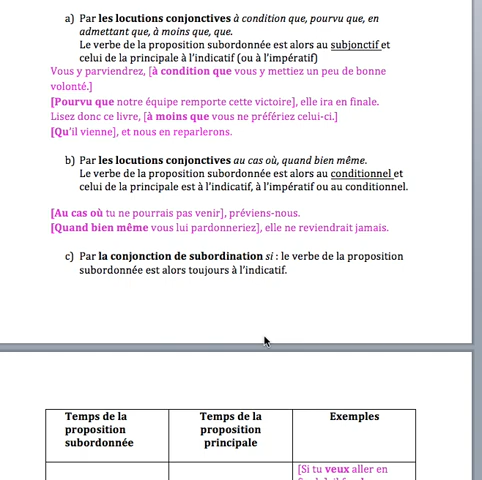 a) Par les locutions conjonctives à condition que, pourvu que, en
admettant que, à moins que, que.
Le verbe de la proposition subordonnée est alors au subjonctif et
celui de la principale à l'indicatif (ou à l'impératif)
Vous y parviendrez, [à condition que vous y mettiez un peu de bonne
volonté.]
[Pourvu que notre équipe remporte cette victoire], elle ira en finale.
Lisez donc ce livre, [à moins que vous ne préfériez celui-ci.]
[Qu'il vienne], et nous en reparlerons.
b) Par les locutions conjonctives au cas où, quand bien même.
Le verbe de la proposition subordonnée est alors au conditionnel et
celui de la principale est à l'indicatif, à l'impératif ou au conditionnel.
[Au cas où tu ne pourrais pas venir], préviens-nous.
[Quand bien même vous lui pardonneriez], elle ne reviendrait jamais.
c) Par la conjonction de subordination si : le verbe de la proposition
subordonnée est alors toujours à l'indicatif.
Temps de la
proposition
subordonnée
Temps de la
proposition
principale
Exemples
[Si tu veux aller en